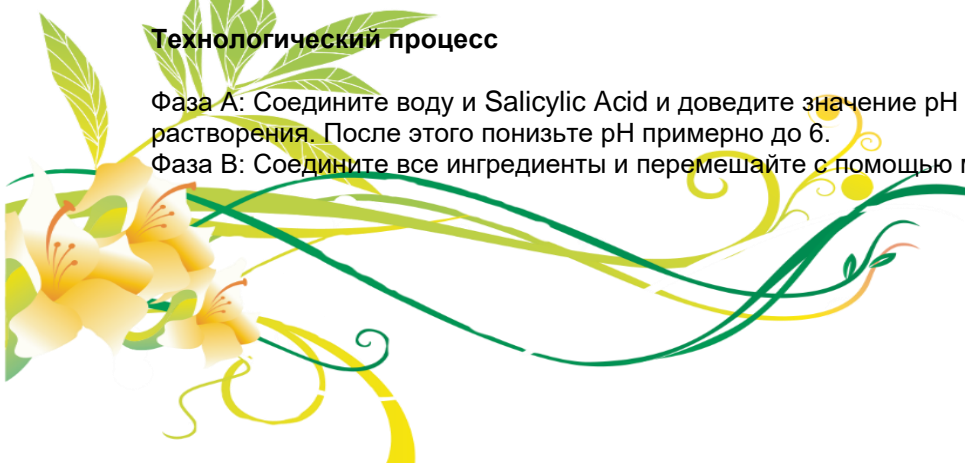 Технологический процесс
Фаза A: Соедините воду и Salicylic Acid и доведите значение pH
растворения. После этого понизьте pH примерно до 6.
Фаза B: Соедините все ингредиенты и перемешайте с помощью